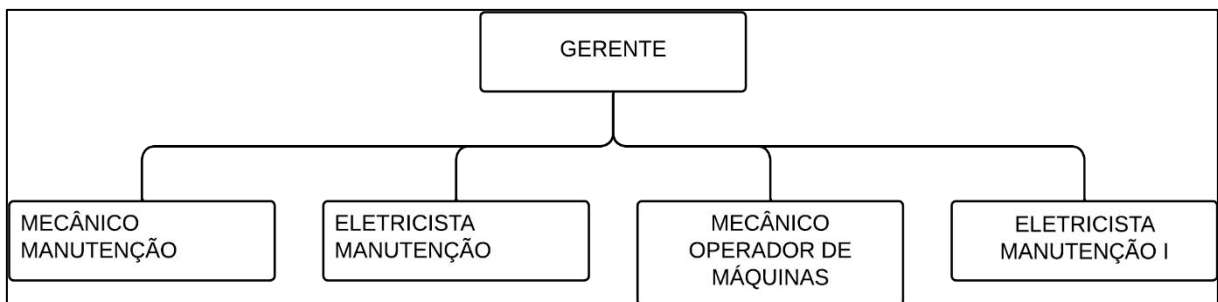 GERENTE
MECÂNICO
MANUTENÇÃO
ELETRICISTA
MANUTENÇÃO
MECÂNICO
OPERADOR DE
MÁQUINAS
ELETRICISTA
MANUTENÇÃO I